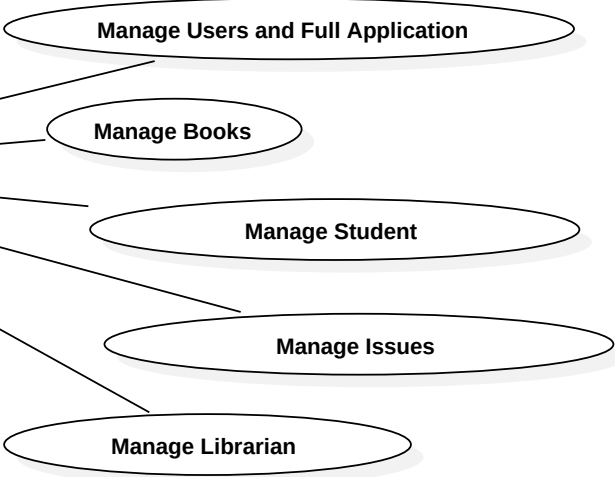 Manage Users and Full Application
Manage Books
Manage Student
Manage Issues
Manage Librarian